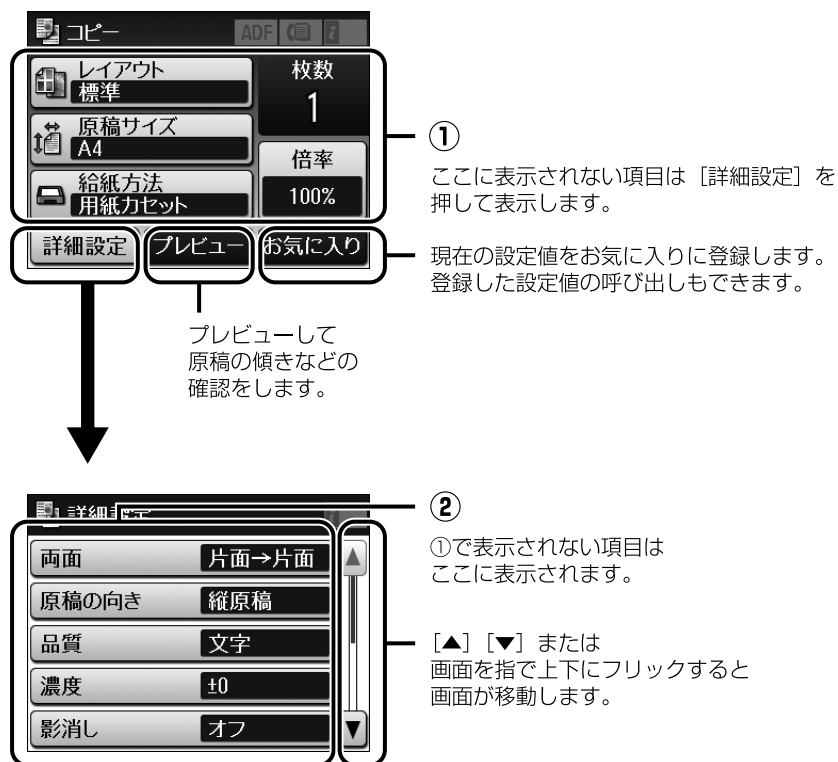 コピー
ADF
i
レイアウト
標準
枚数
1
原稿サイズ
A4
倍率
100%
給紙方法
用紙カセット
詳細設定
プレビュー
お気に入り
①
ここに表示されない項目は［詳細設定］を
押して表示します。
現在の設定値をお気に入りに登録します。
登録した設定値の呼び出しもできます。
プレビューして
原稿の傾きなどの
確認をします。
詳細設定
両面
片面→片面
原稿の向き
縦原稿
品質
文字
濃度
±0
影消し
オフ
▲
▼
②
①で表示されない項目は
ここに表示されます。
［▲］［▼］または
画面を指で上下にフリックすると
画面が移動します。